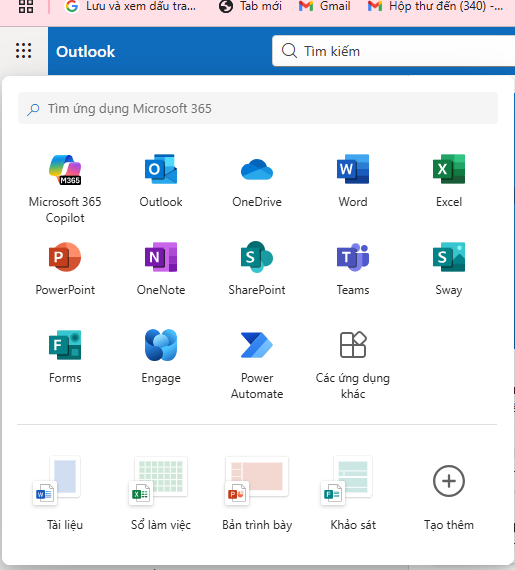 Lưu và xem dấu tra...
Tab mới
Gmail
Hộp thư đến (340) -...
Outlook
Tìm kiếm
Tìm ứng dụng Microsoft 365
M365
Microsoft 365
Copilot
Outlook
OneDrive
Word
Excel
PowerPoint
OneNote
SharePoint
Teams
Sway
Forms
Engage
Power
Automate
Các ứng dụng
khác
Tài liệu
Sổ làm việc
Bản trình bày
Khảo sát
Tạo thêm